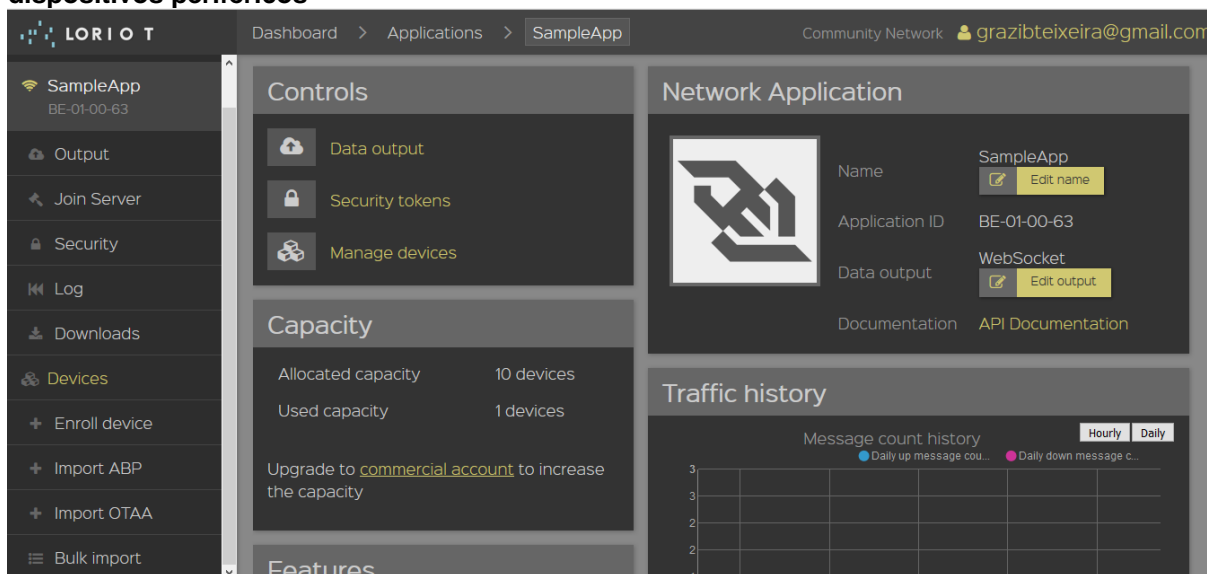 dispositivos periféricos
LORIOT
Dashboard > Applications > SampleApp
Community Network grazibteixeira@gmail.com
SampleApp
BE-01-00-63
Output
Join Server
Security
Log
Downloads
Devices
Enroll device
Import ABP
Import OTAA
Bulk import
Controls
Data output
Security tokens
Manage devices
Capacity
Allocated capacity 10 devices
Used capacity 1 devices
Upgrade to commercial account to increase
the capacity
Features
Network Application
Name SampleApp
Edit name
Application ID BE-01-00-63
Data output WebSocket
Edit output
Documentation API Documentation
Traffic history
Message count history
Hourly Daily
Daily up message cou... Daily down message c...
3
3
2
2